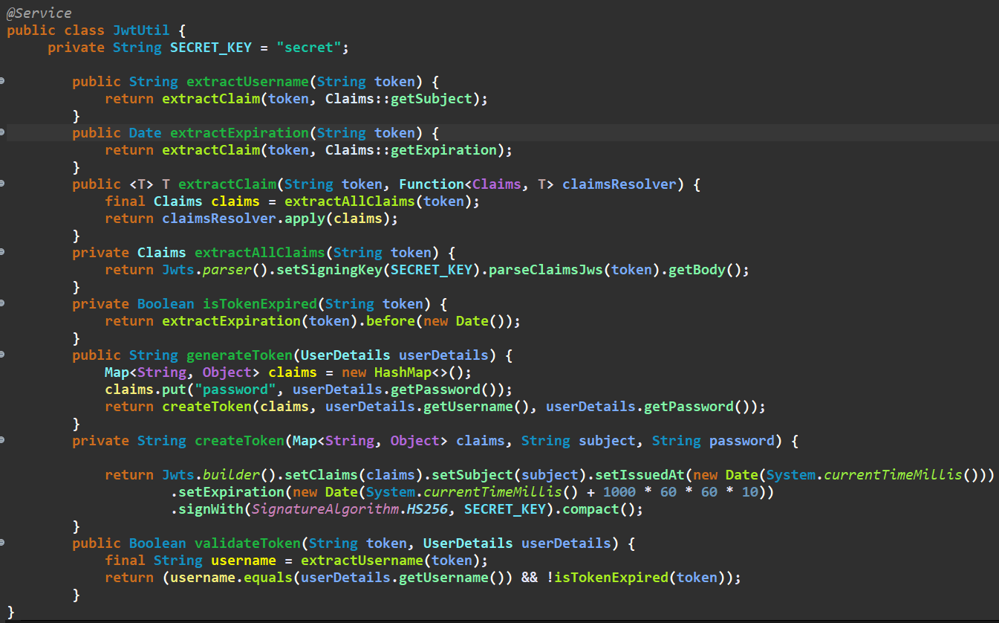 @Service
public class JwtUtil {
private String SECRET_KEY = "secret";
public String extractUsername(String token) {
return extractClaim(token, Claims::getSubject);
}
public Date extractExpiration(String token) {
return extractClaim(token, Claims::getExpiration);
}
public <T> T extractClaim(String token, Function<Claims, T> claimsResolver) {
final Claims claims = extractAllClaims(token);
return claimsResolver.apply(claims);
}
private Claims extractAllClaims(String token) {
return Jwts.parser().setSigningKey(SECRET_KEY).parseClaimsJws(token).getBody();
}
private Boolean isTokenExpired(String token) {
return extractExpiration(token).before(new Date());
}
public String generateToken(UserDetails userDetails) {
Map<String, Object> claims = new HashMap<>();
claims.put("password", userDetails.getPassword());
return createToken(claims, userDetails.getUsername(), userDetails.getPassword());
}
private String createToken(Map<String, Object> claims, String subject, String password) {
return Jwts.builder().setClaims(claims).setSubject(subject).setIssuedAt(new Date(System.currentTimeMillis()))
.setExpiration(new Date(System.currentTimeMillis() + 1000 * 60 * 60 * 10))
.signWith(SignatureAlgorithm.HS256, SECRET_KEY).compact();
}
public Boolean validateToken(String token, UserDetails userDetails) {
final String username = extractUsername(token);
return (username.equals(userDetails.getUsername()) && !isTokenExpired(token));
}
}